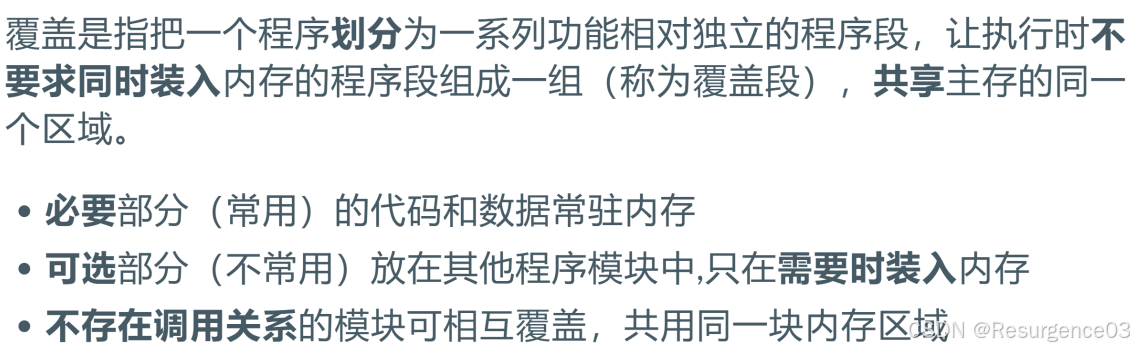 覆盖是指把一个程序划分为一系列功能相对独立的程序段，让执行时不
要求同时装入内存的程序段组成一组（称为覆盖段），共享主存的同一
个区域。
• 必要部分（常用）的代码和数据常驻内存
• 可选部分（不常用）放在其他程序模块中,只在需要时装入内存
• 不存在调用关系的模块可相互覆盖，共用同一块内存区域
CSDN @Resurgence03